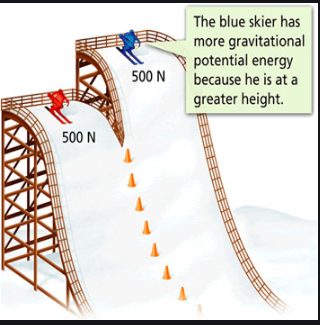 The blue skier has
more gravitational
potential energy
because he is at a
greater height.
500 N
500 N